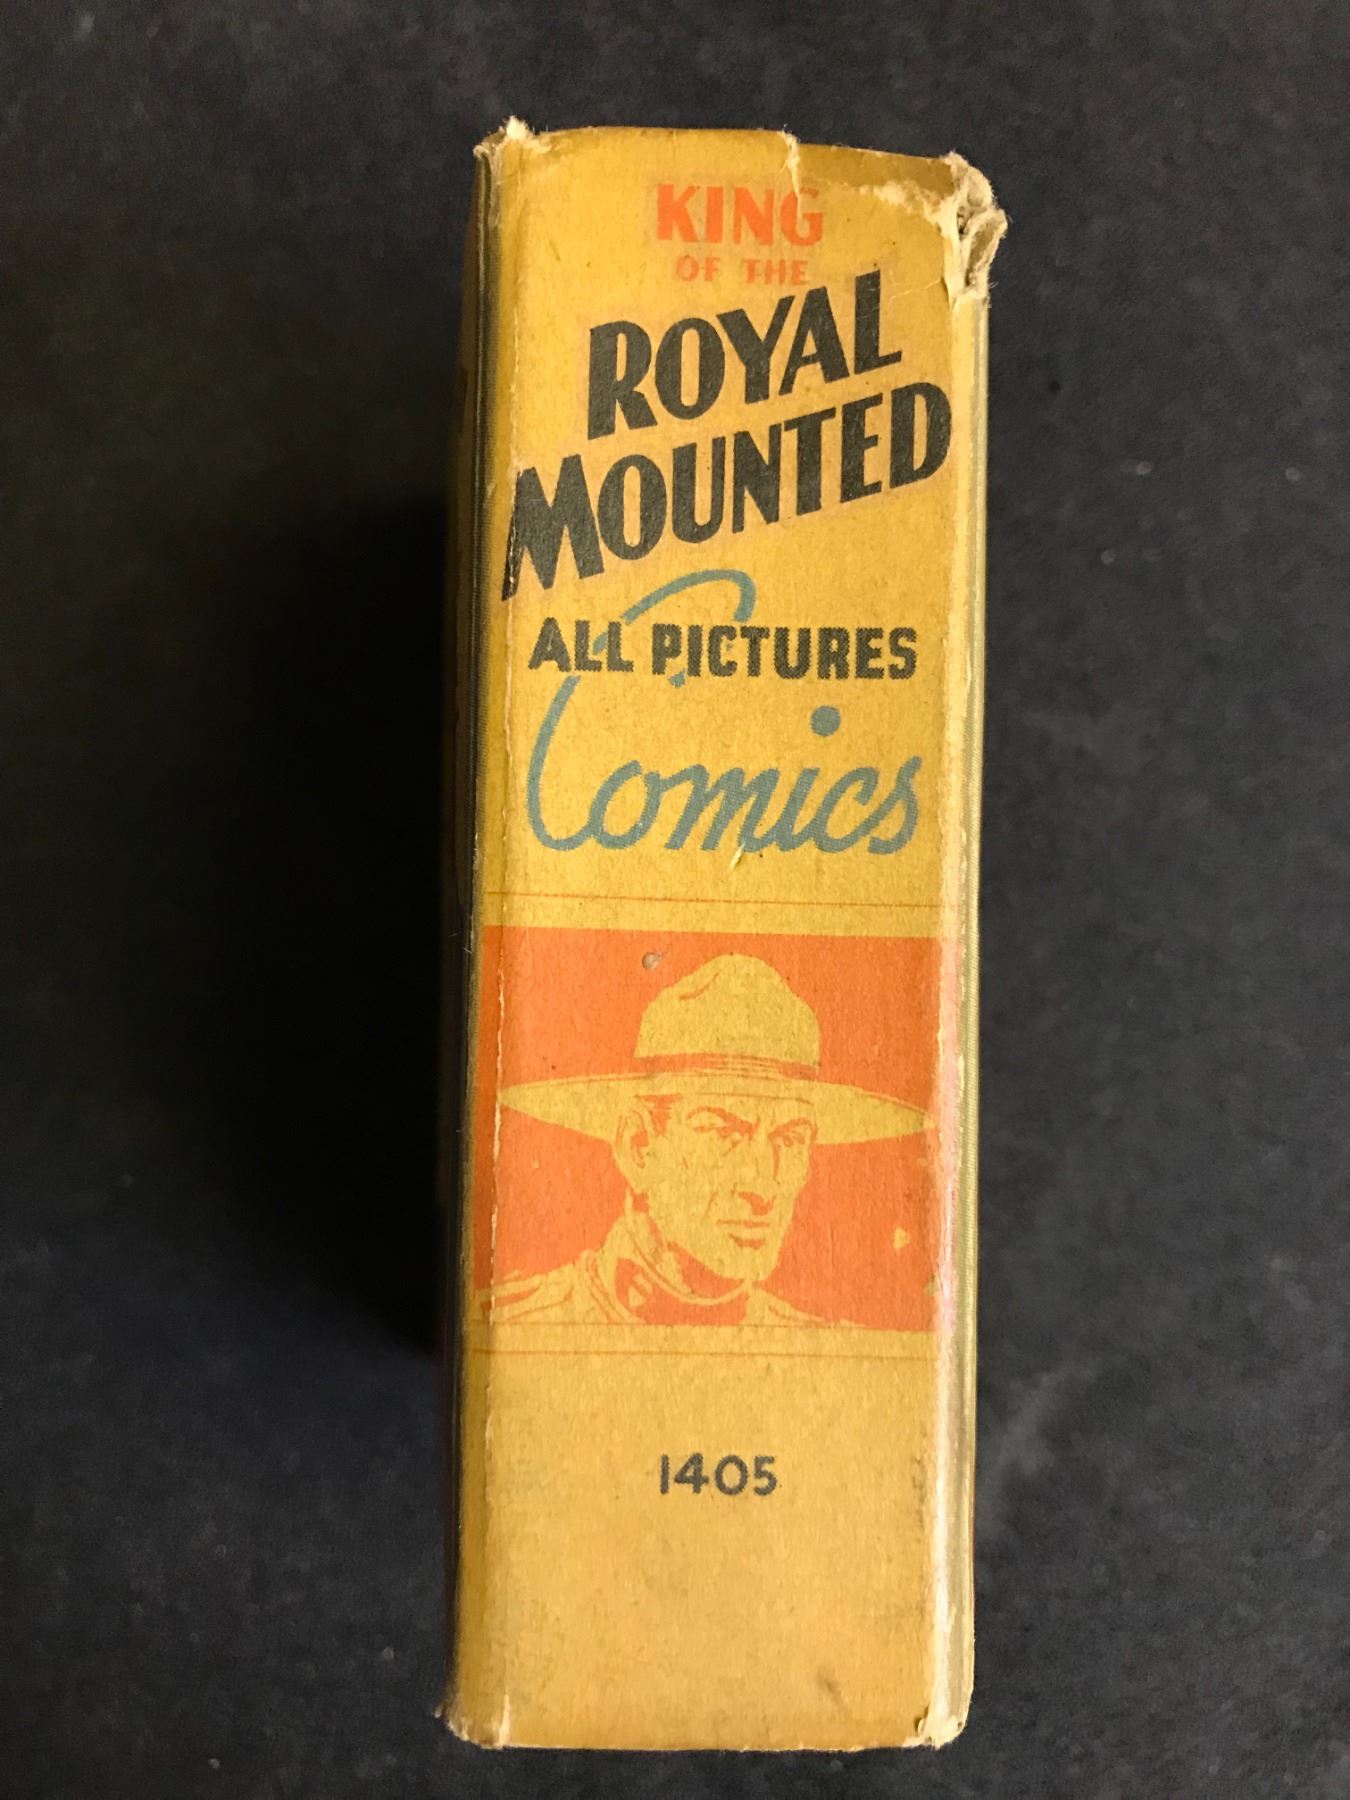 KING
OF THE
ROYAL
MOUNTED
ALL PICTURES
Comics
1405